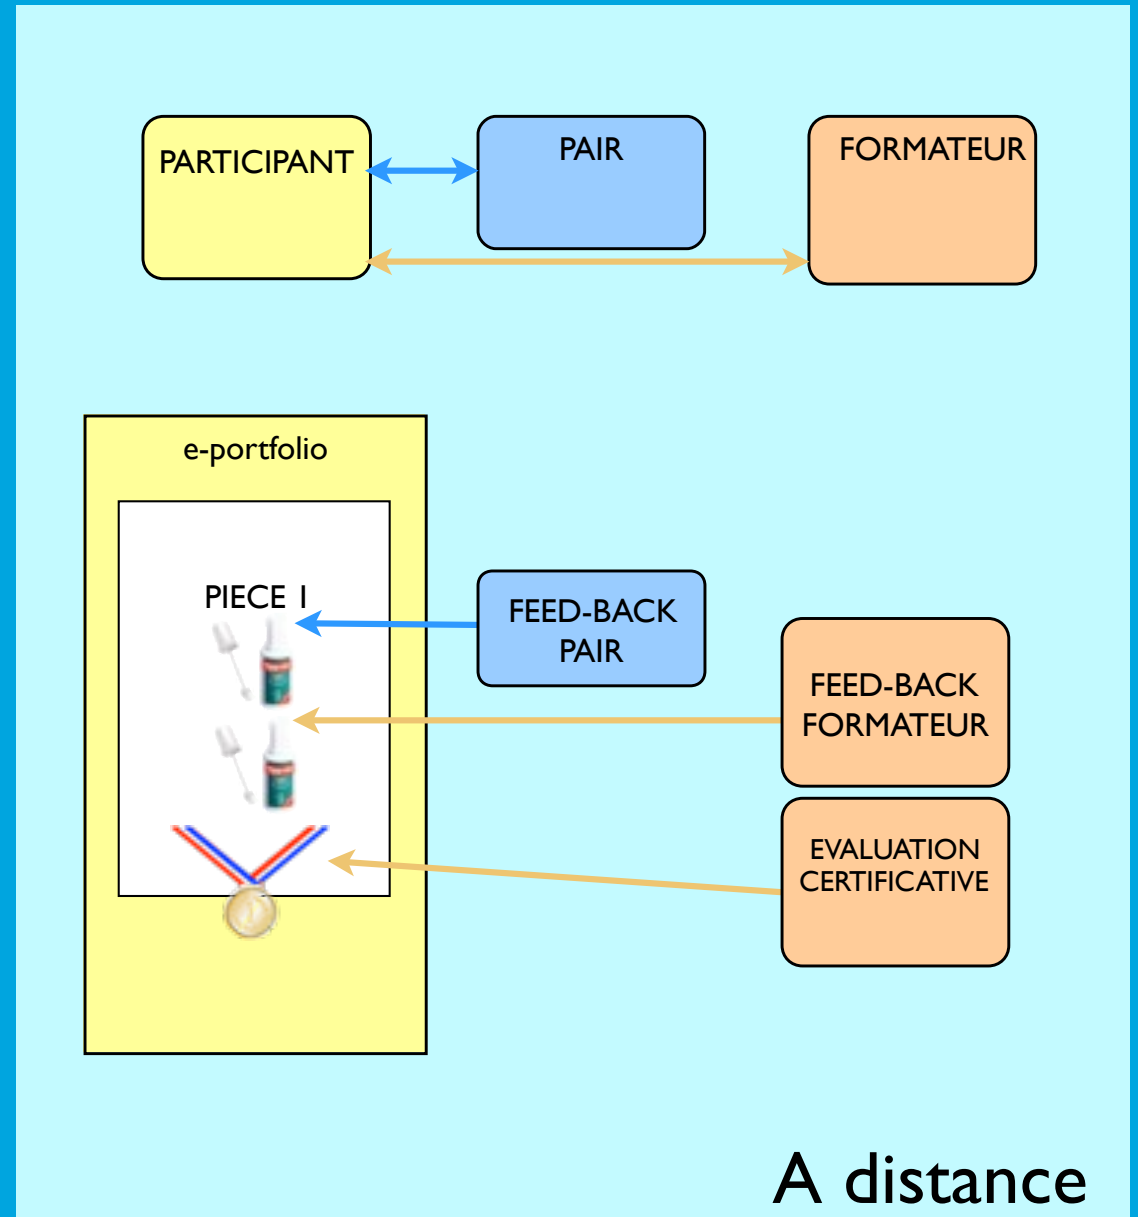 PARTICIPANT
PAIR
FORMATEUR
e-portfolio
PIECE 1
FEED-BACK
PAIR
FEED-BACK
FORMATEUR
EVALUATION
CERTIFICATIVE
A distance